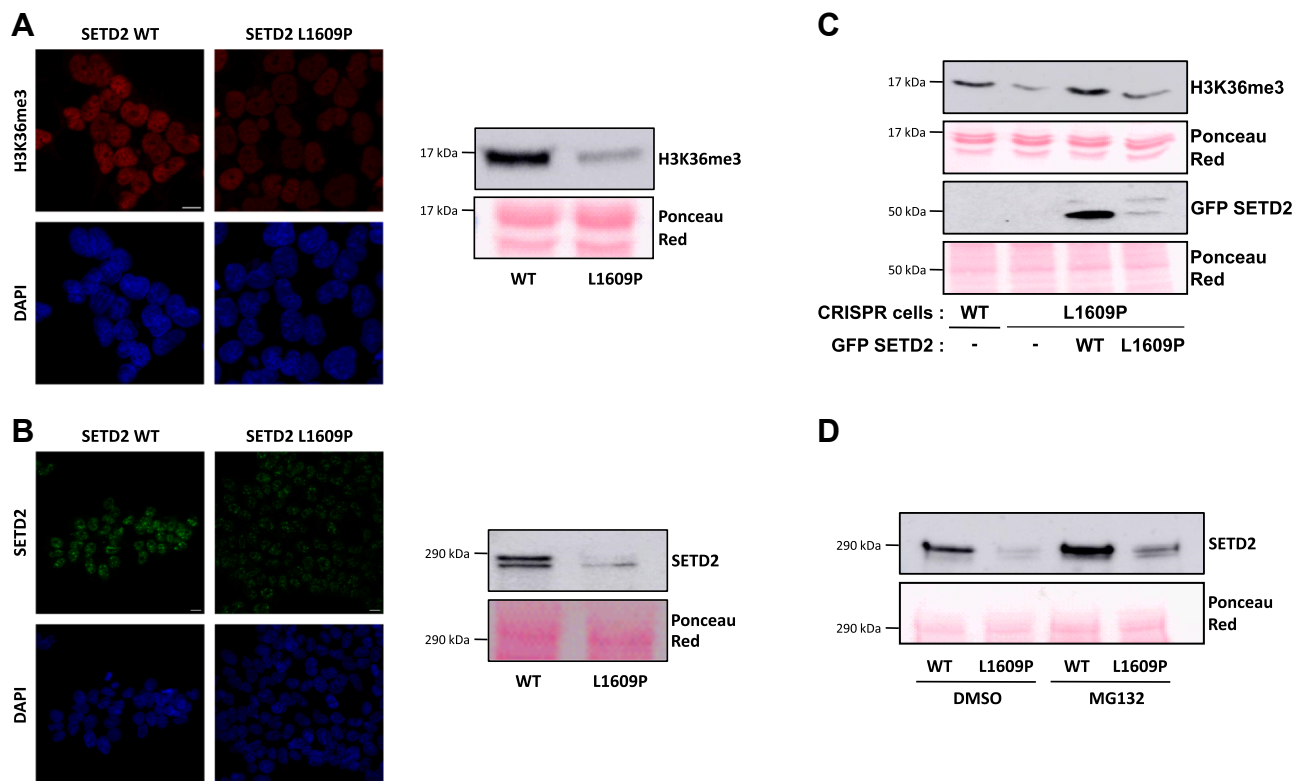 A
SETD2 WT
SETD2 L1609P
H3K36me3
DAPI
17 kDa
H3K36me3
17 kDa
Ponceau
Red
WT
L1609P
B
SETD2 WT
SETD2 L1609P
SETD2
DAPI
290 kDa
SETD2
290 kDa
Ponceau
Red
WT
L1609P
C
17 kDa
H3K36me3
17 kDa
Ponceau
Red
50 kDa
GFP SETD2
50 kDa
Ponceau
Red
CRISPR cells : WT L1609P
GFP SETD2 : - - WT L1609P
D
290 kDa
SETD2
290 kDa
Ponceau
Red
WT L1609P WT L1609P
DMSO MG132